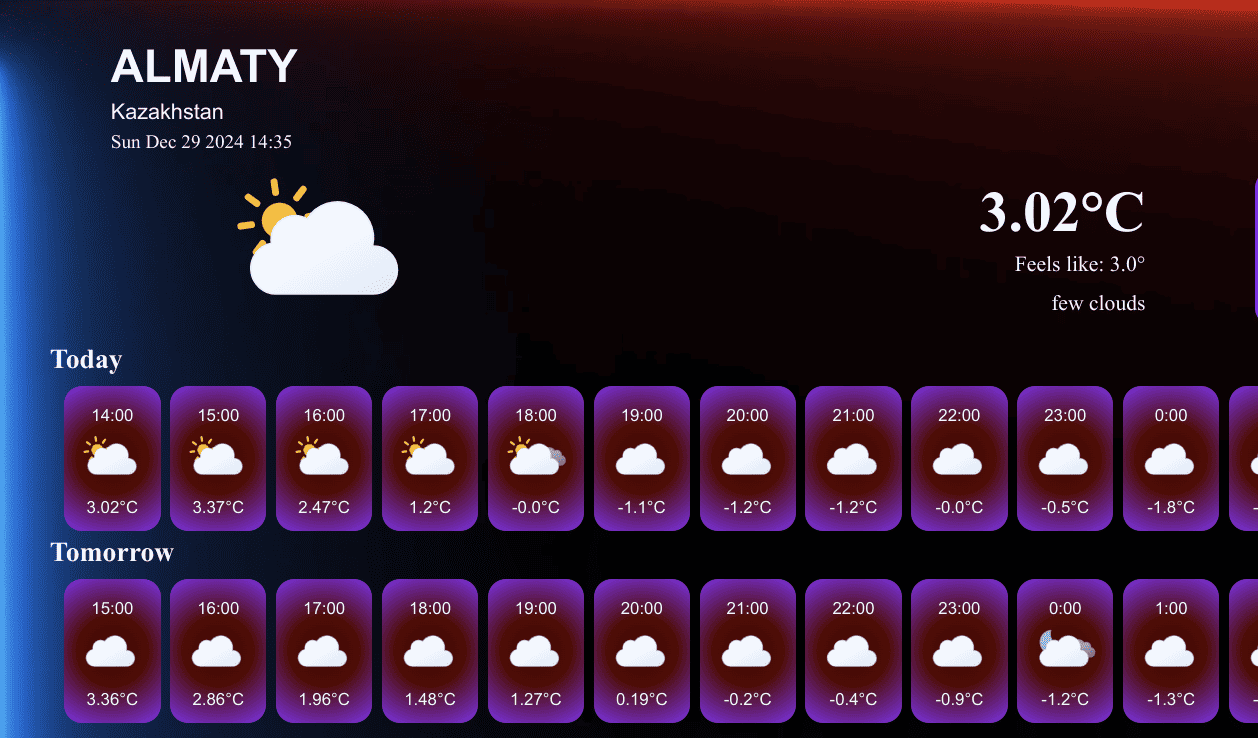 ALMATY
Kazakhstan
Sun Dec 29 2024 14:35
3.02°C
Feels like: 3.0°
few clouds
Today
14:00 15:00 16:00 17:00 18:00 19:00 20:00 21:00 22:00 23:00 0:00
3.02°C 3.37°C 2.47°C 1.2°C -0.0°C -1.1°C -1.2°C -1.2°C -0.0°C -0.5°C -1.8°C
Tomorrow
15:00 16:00 17:00 18:00 19:00 20:00 21:00 22:00 23:00 0:00 1:00
3.36°C 2.86°C 1.96°C 1.48°C 1.27°C 0.19°C -0.2°C -0.4°C -0.9°C -1.2°C -1.3°C